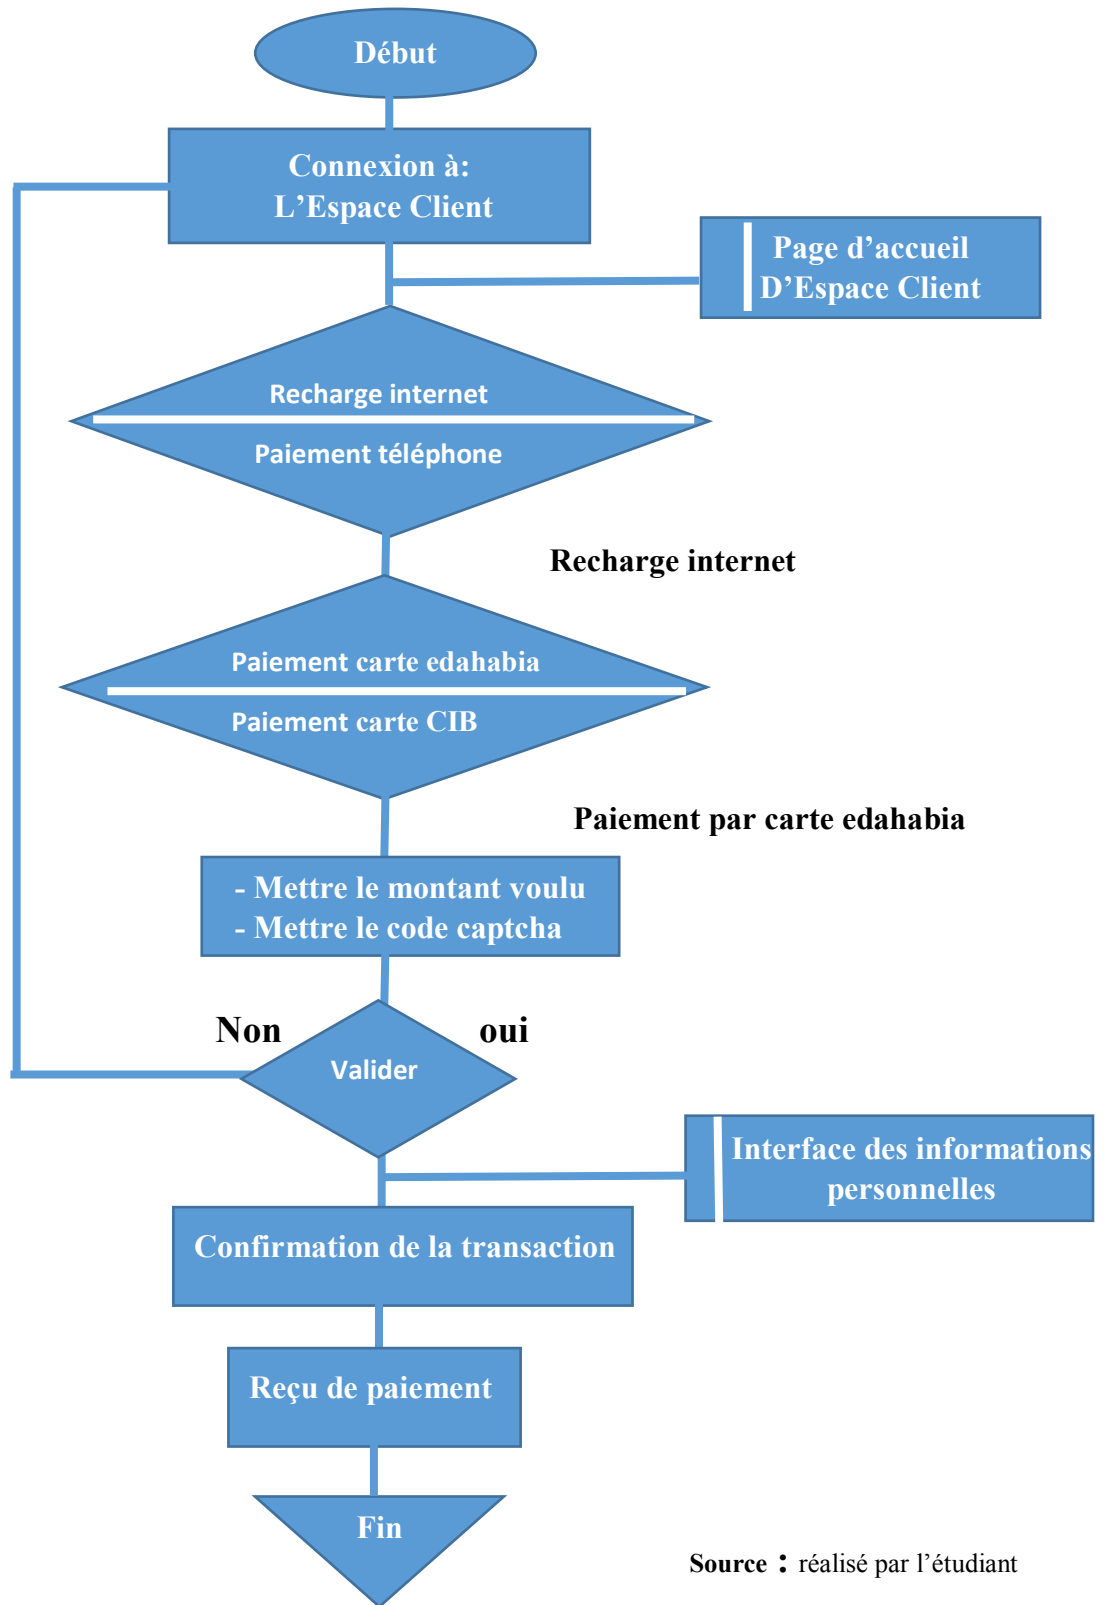 Début
Connexion à:
L’Espace Client
Page d’accueil
D’Espace Client
Recharge internet
Paiement téléphone
Recharge internet
Paiement carte edahabia
Paiement carte CIB
Paiement par carte edahabia
- Mettre le montant voulu
- Mettre le code captcha
Non
oui
Valider
Interface des informations
personnelles
Confirmation de la transaction
Reçu de paiement
Fin
Source : réalisé par l’étudiant